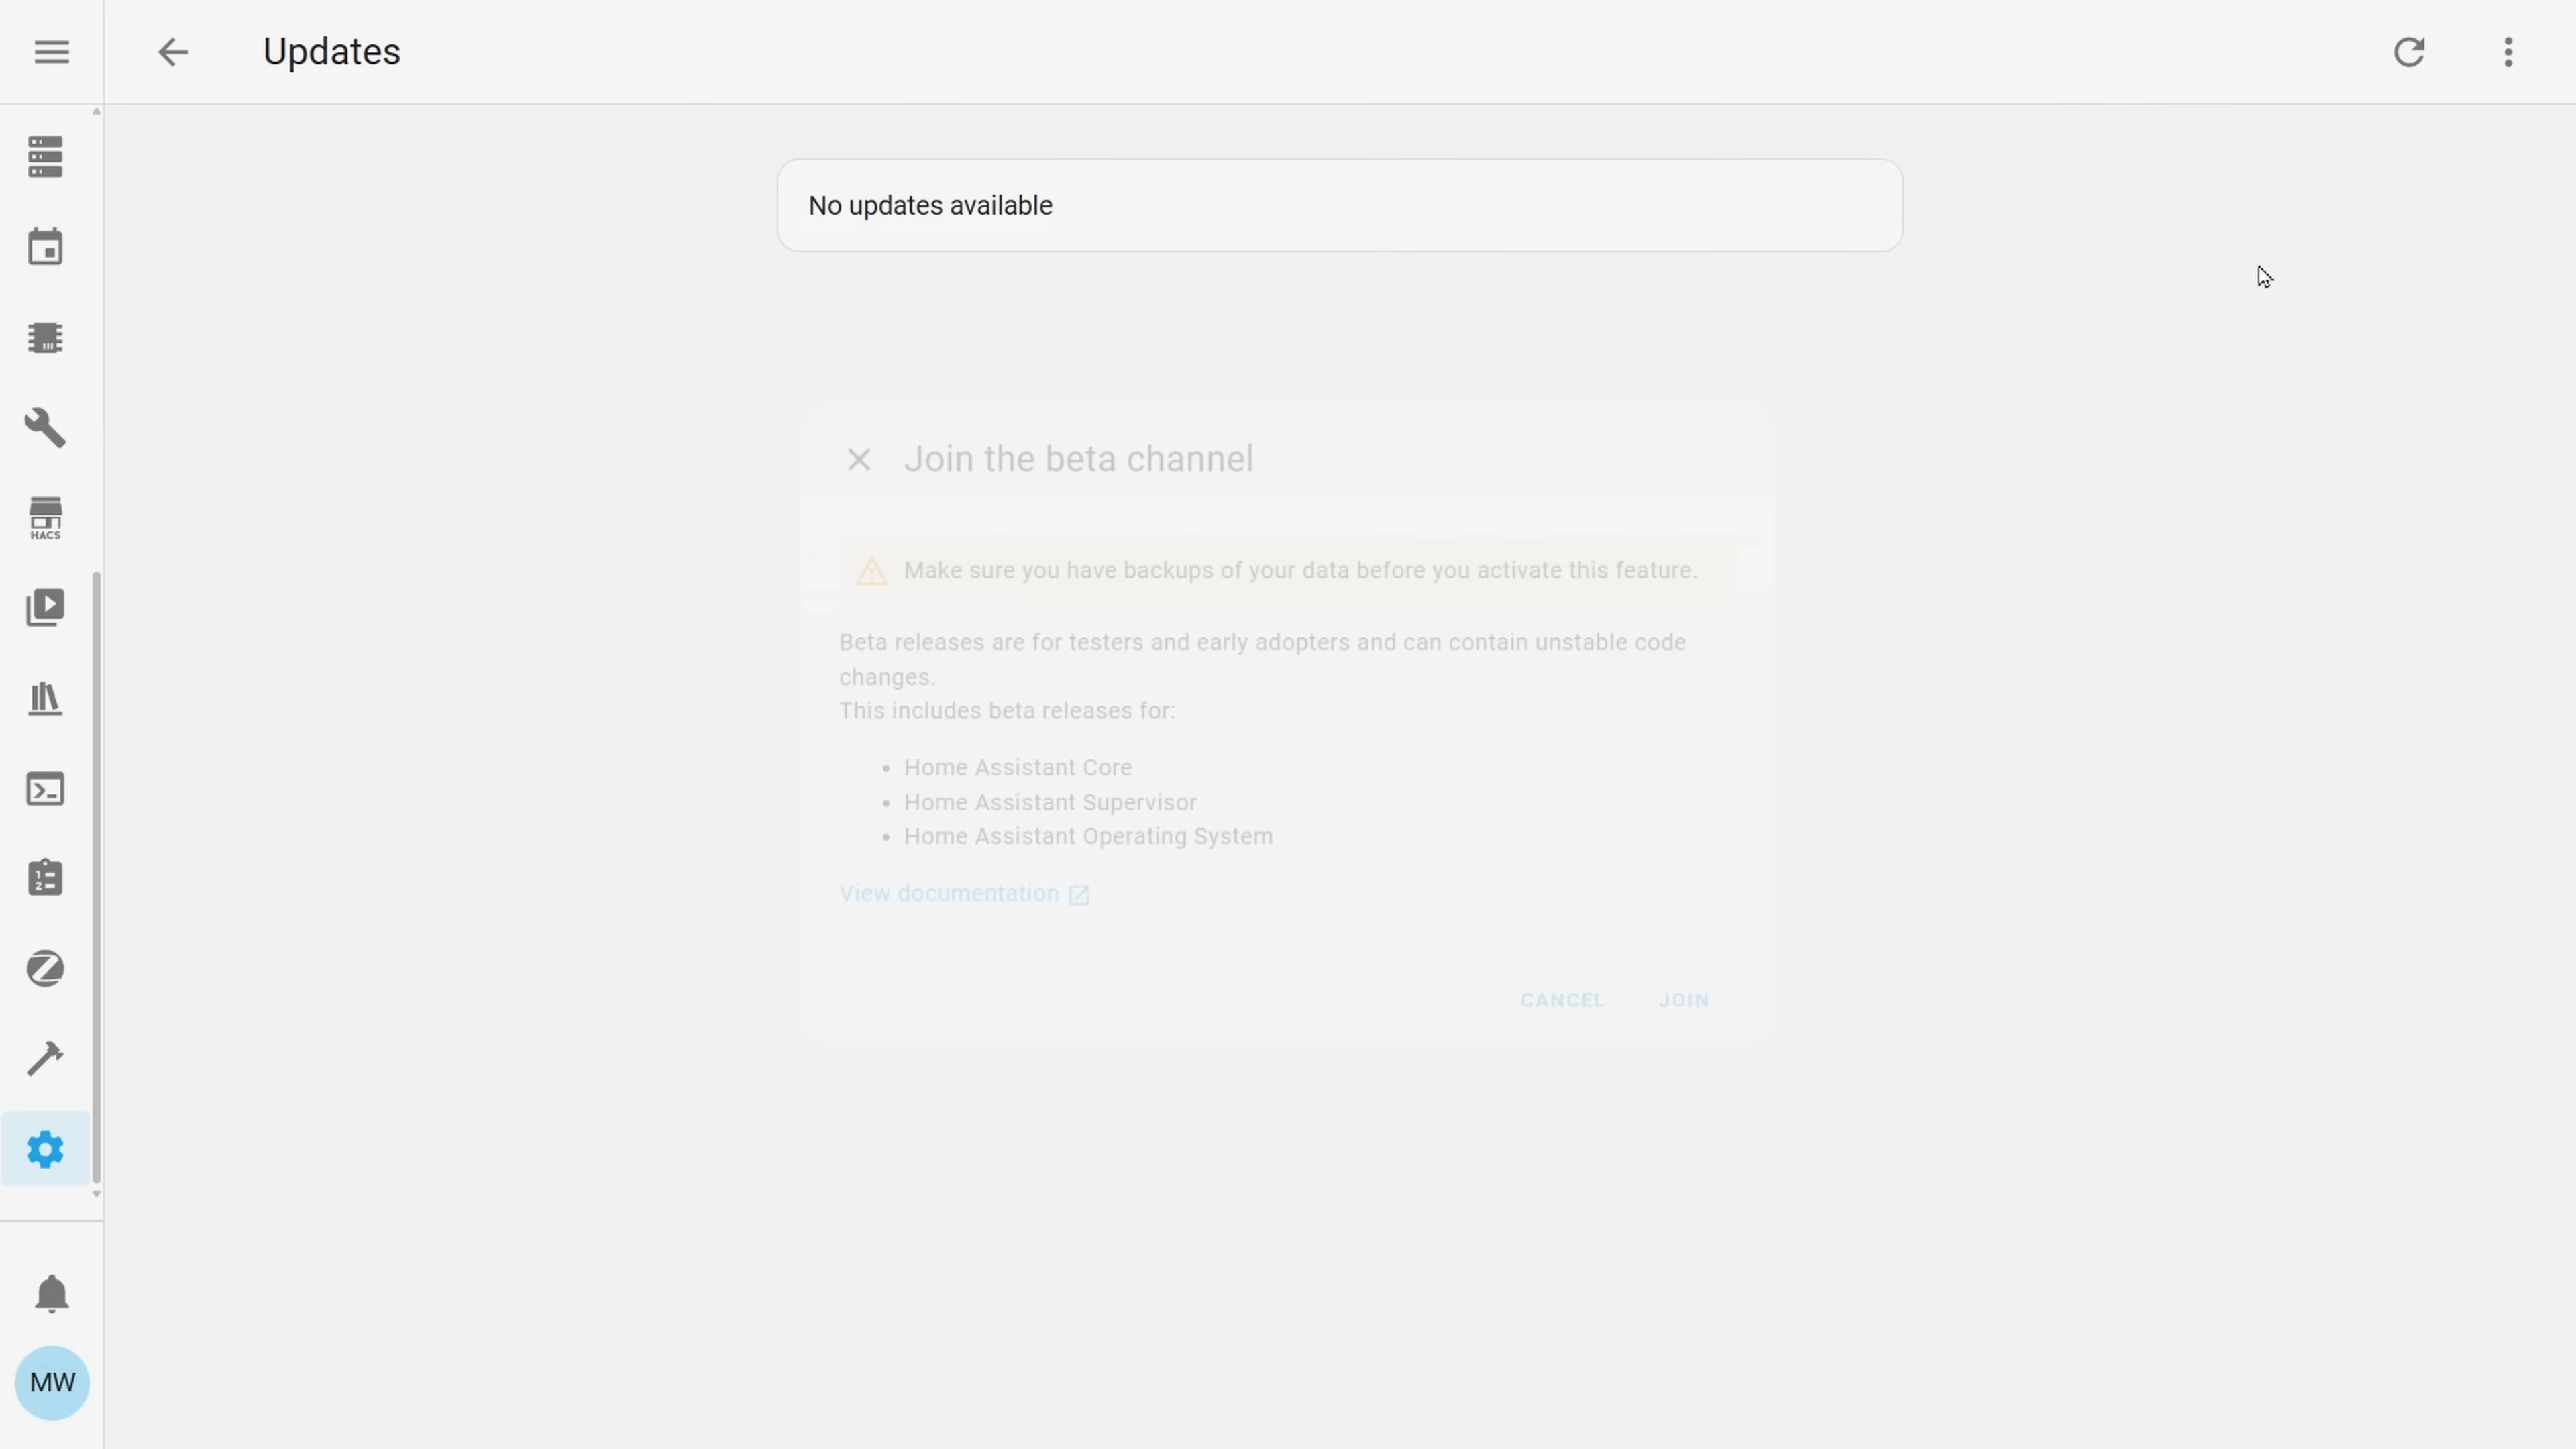 Updates
No updates available
HACS
Join the beta channel
Make sure you have backups of your data before you activate this feature.
Beta releases are for testers and early adopters and can contain unstable code
changes.
This includes beta releases for:
• Home Assistant Core
• Home Assistant Supervisor
• Home Assistant Operating System
View documentation
CANCEL JOIN
MW